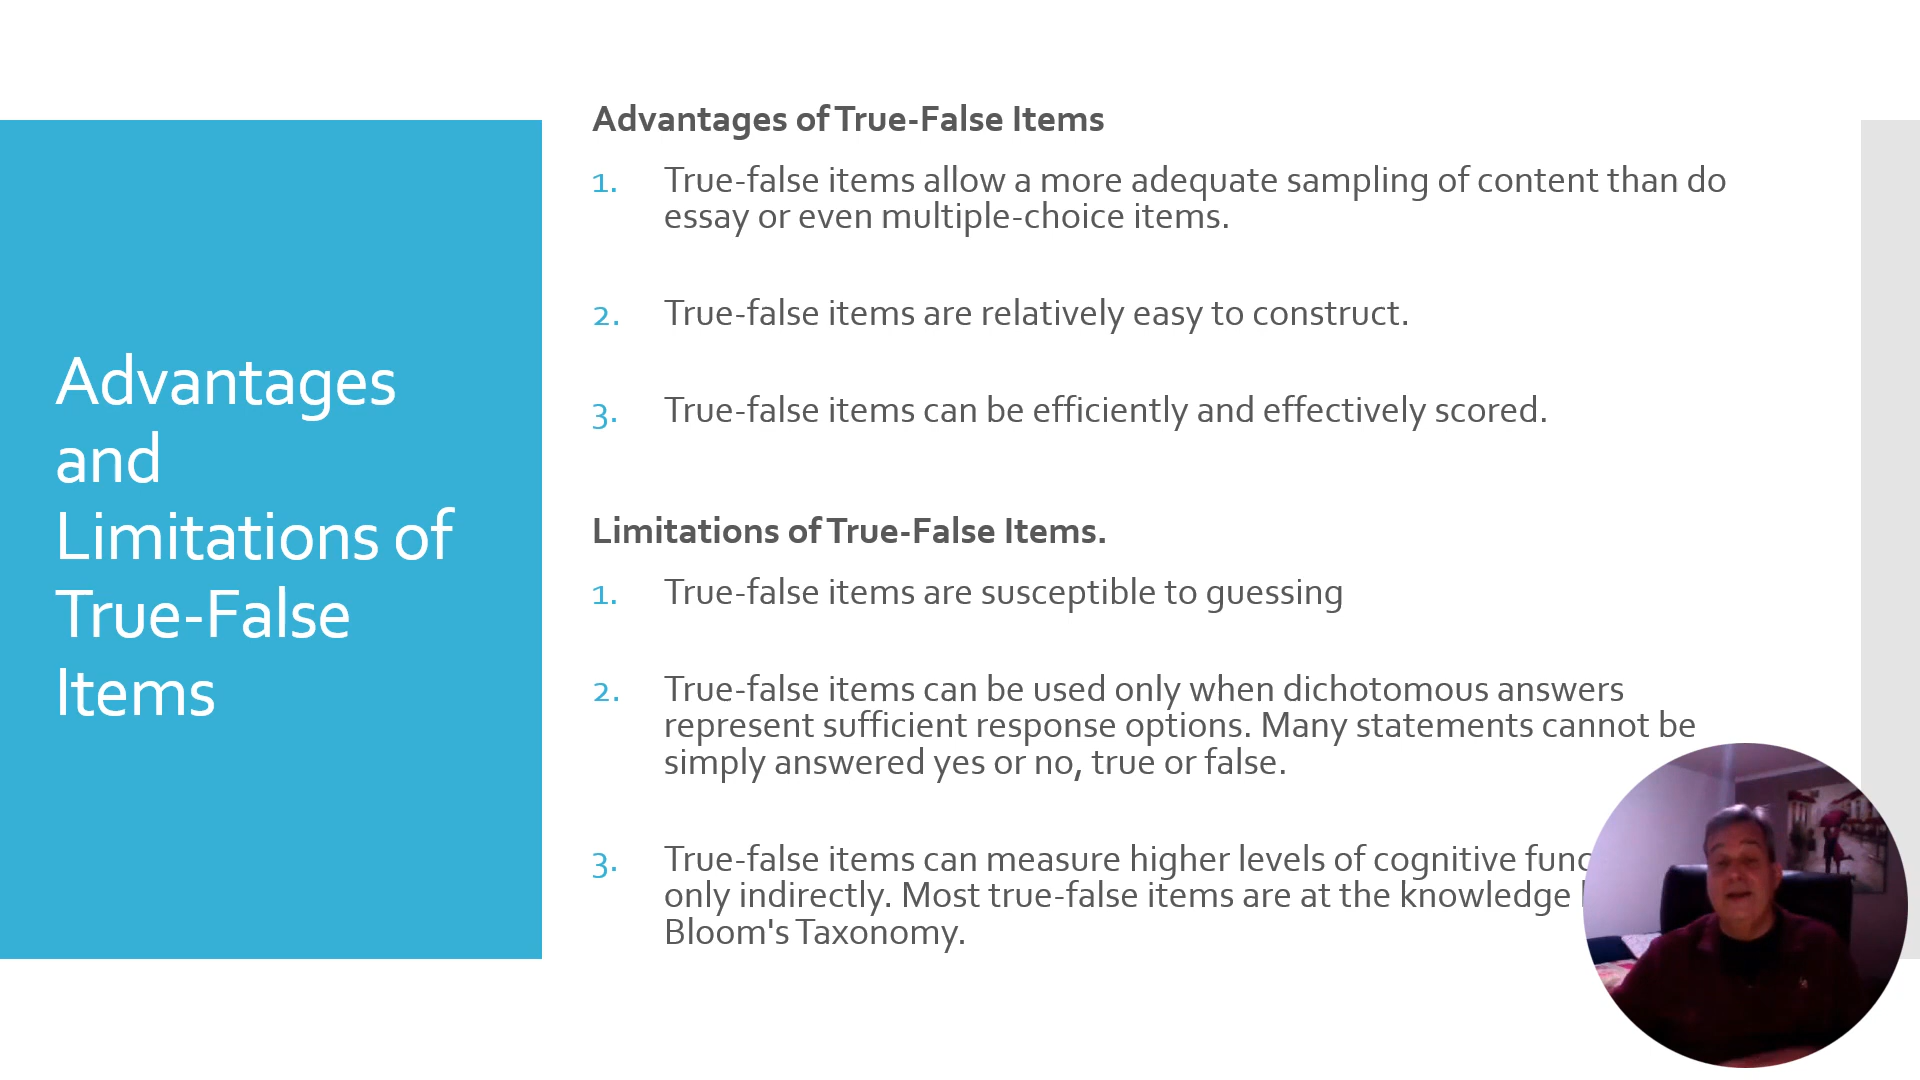 Advantages
and
Limitations of
True-False
Items
Advantages of True-False Items
1. True-false items allow a more adequate sampling of content than do
essay or even multiple-choice items.
2. True-false items are relatively easy to construct.
3. True-false items can be efficiently and effectively scored.
Limitations of True-False Items.
1. True-false items are susceptible to guessing
2. True-false items can be used only when dichotomous answers
represent sufficient response options. Many statements cannot be
simply answered yes or no, true or false.
3. True-false items can measure higher levels of cognitive
only indirectly. Most true-false items are at the knowledge
Bloom's Taxonomy.